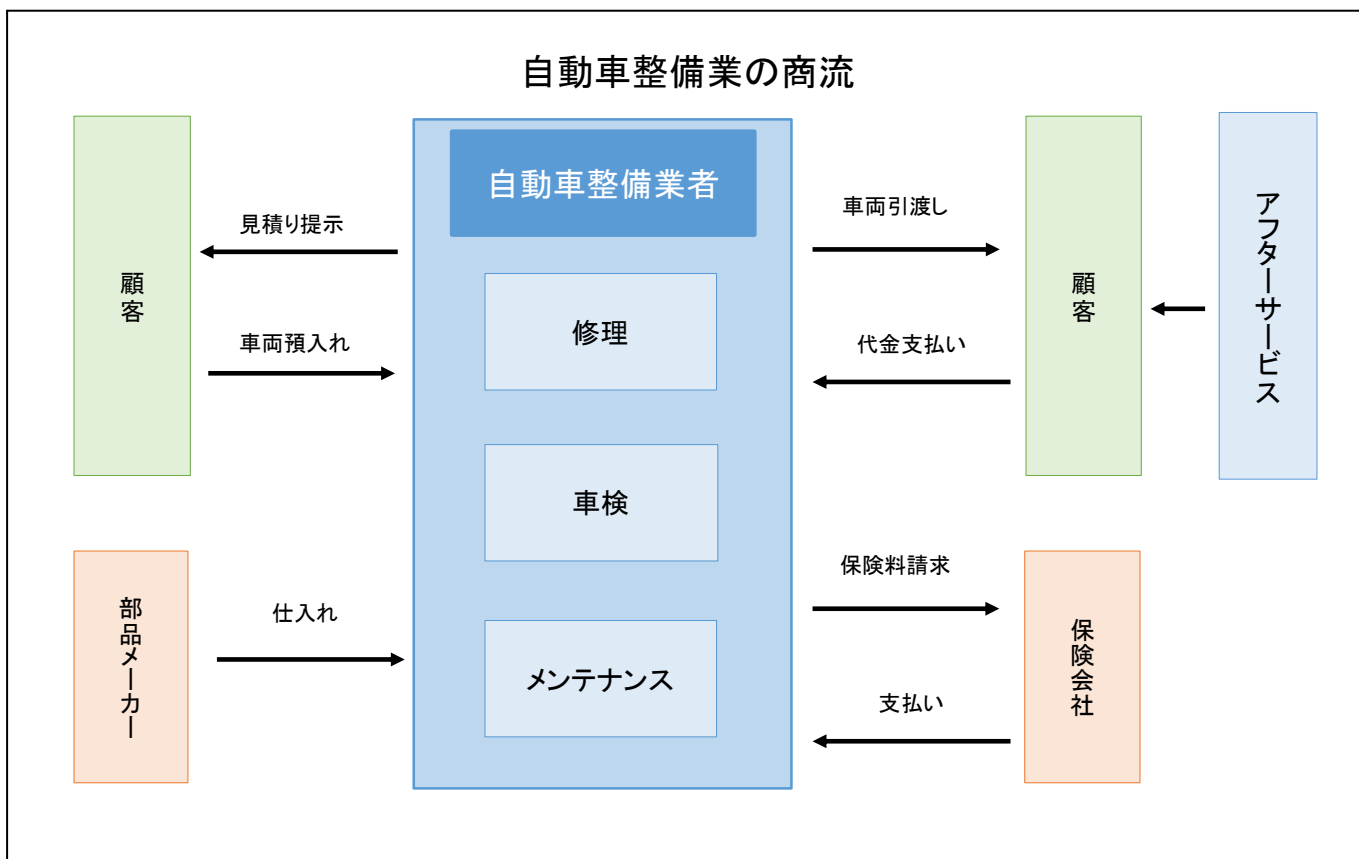 自動車整備業の商流
顧客
見積り提示
車両預入れ
部品メーカー
仕入れ
自動車整備業者
修理
車検
メンテナンス
車両引渡し
代金支払い
顧客
アフターサービス
保険料請求
支払い
保険会社